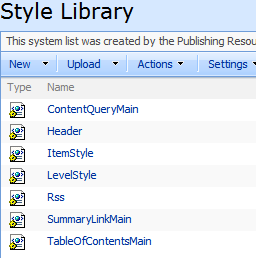 Style Library
This system list was created by the Publishing Resou
New Upload Actions Settings
Type Name
ContentQueryMain
Header
ItemStyle
LevelStyle
Rss
SummaryLinkMain
TableOfContentsMain